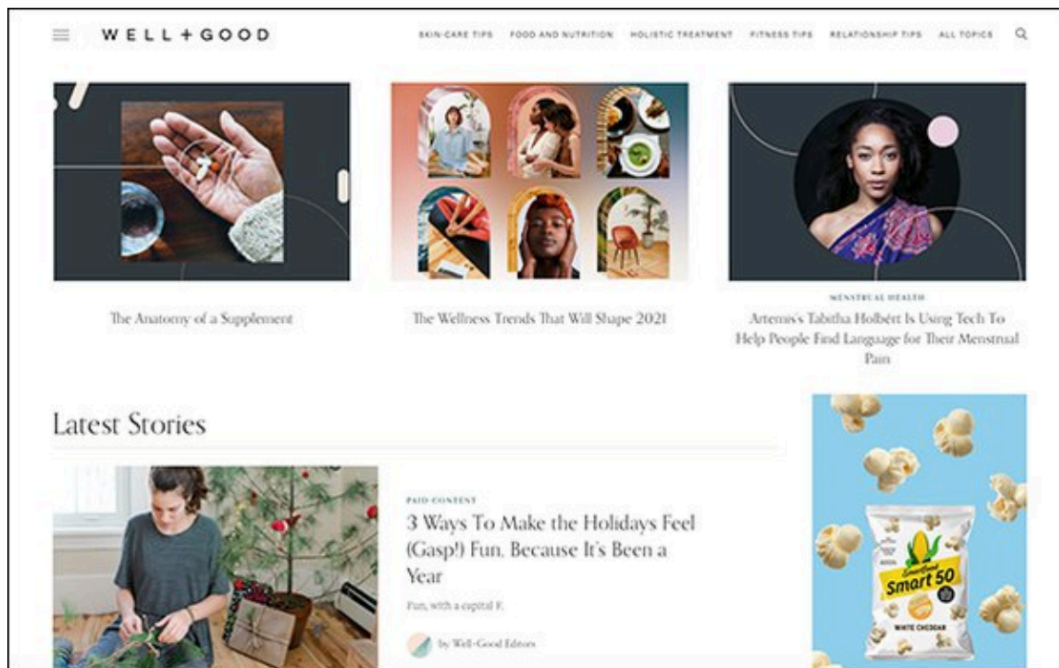 WELL+GOOD
SKIN-CARE TIPS FOOD AND NUTRITION HOLISTIC TREATMENT FITNESS TIPS RELATIONSHIP TIPS ALL TOPICS
The Anatomy of a Supplement
The Wellness Trends That Will Shape 2021
MENSTRUAL HEALTH
Artemis's Tabitha Holbert Is Using Tech To
Help People Find Language for Their Menstrual
Pain
Latest Stories
PAID CONTENT
3 Ways To Make the Holidays Feel
(Gasp!) Fun, Because It's Been a
Year
Fun, with a capital F.
by Well+Good Editors
Smartfood
Smart 50
WHITE CHEDDAR